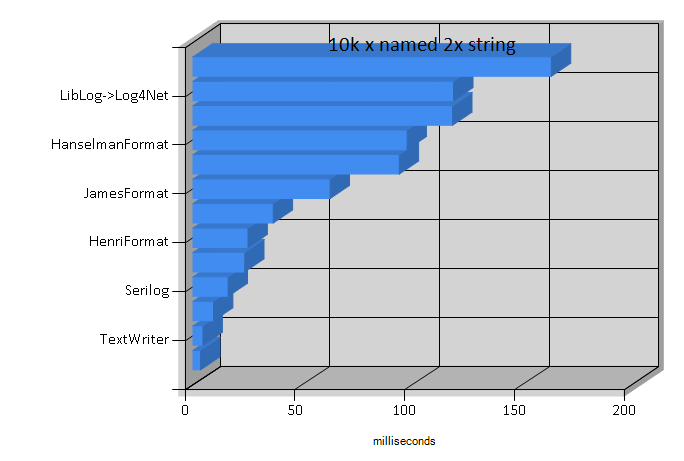 10k x named 2x string
LibLog->Log4Net
HanselmanFormat
JamesFormat
HenriFormat
Serilog
TextWriter
0 50 100 150 200
milliseconds